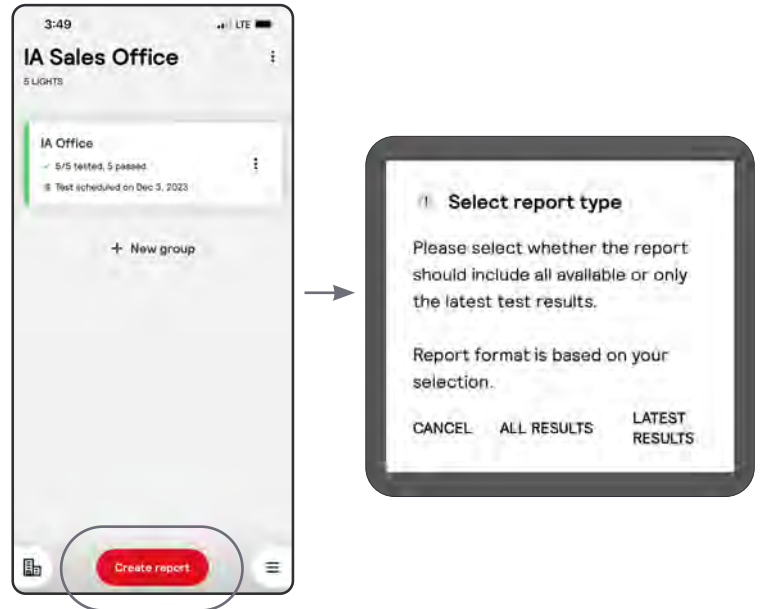 3:49
LTE
IA Sales Office
5 LIGHTS
IA Office
5/5 tested, 5 passed
Test scheduled on Dec 3, 2023
+ New group
Create report
Select report type
Please select whether the report
should include all available or only
the latest test results.
Report format is based on your
selection.
CANCEL ALL RESULTS LATEST
RESULTS